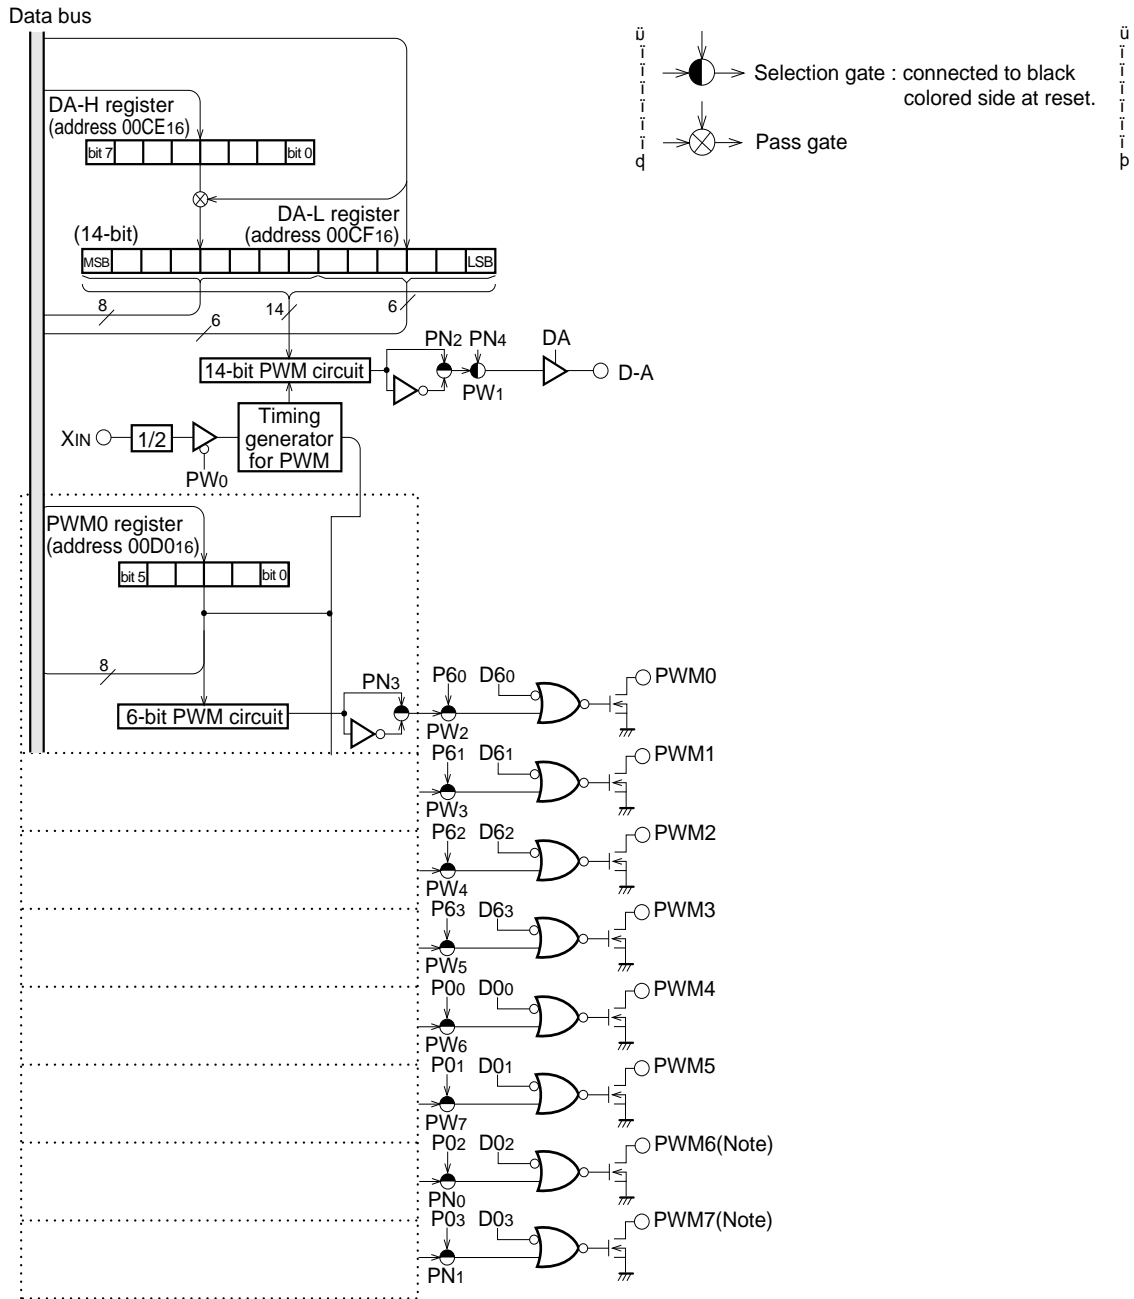 Data bus
ü ü
ï ï
ï ï
ï ï
ï ï
ï ï
ï ï
ï ï
q þ
Selection gate : connected to black
colored side at reset.
Pass gate
DA-H register
(address 00CE16)
bit 7 bit 0
DA-L register
(14-bit) (address 00CF16)
MSB LSB
8 14 6
6
PN2 PN4 DA
14-bit PWM circuit D-A
PW1
XIN 1/2 Timing
generator
for PWM
PW0
PWM0 register
(address 00D016)
bit 5 bit 0
8
PN3 P60 D60 PWM0
6-bit PWM circuit
PW2
P61 D61 PWM1
PW3
P62 D62 PWM2
PW4
P63 D63 PWM3
PW5
P00 D00 PWM4
PW6
P01 D01 PWM5
PW7
P02 D02 PWM6(Note)
PN0
P03 D03 PWM7(Note)
PN1